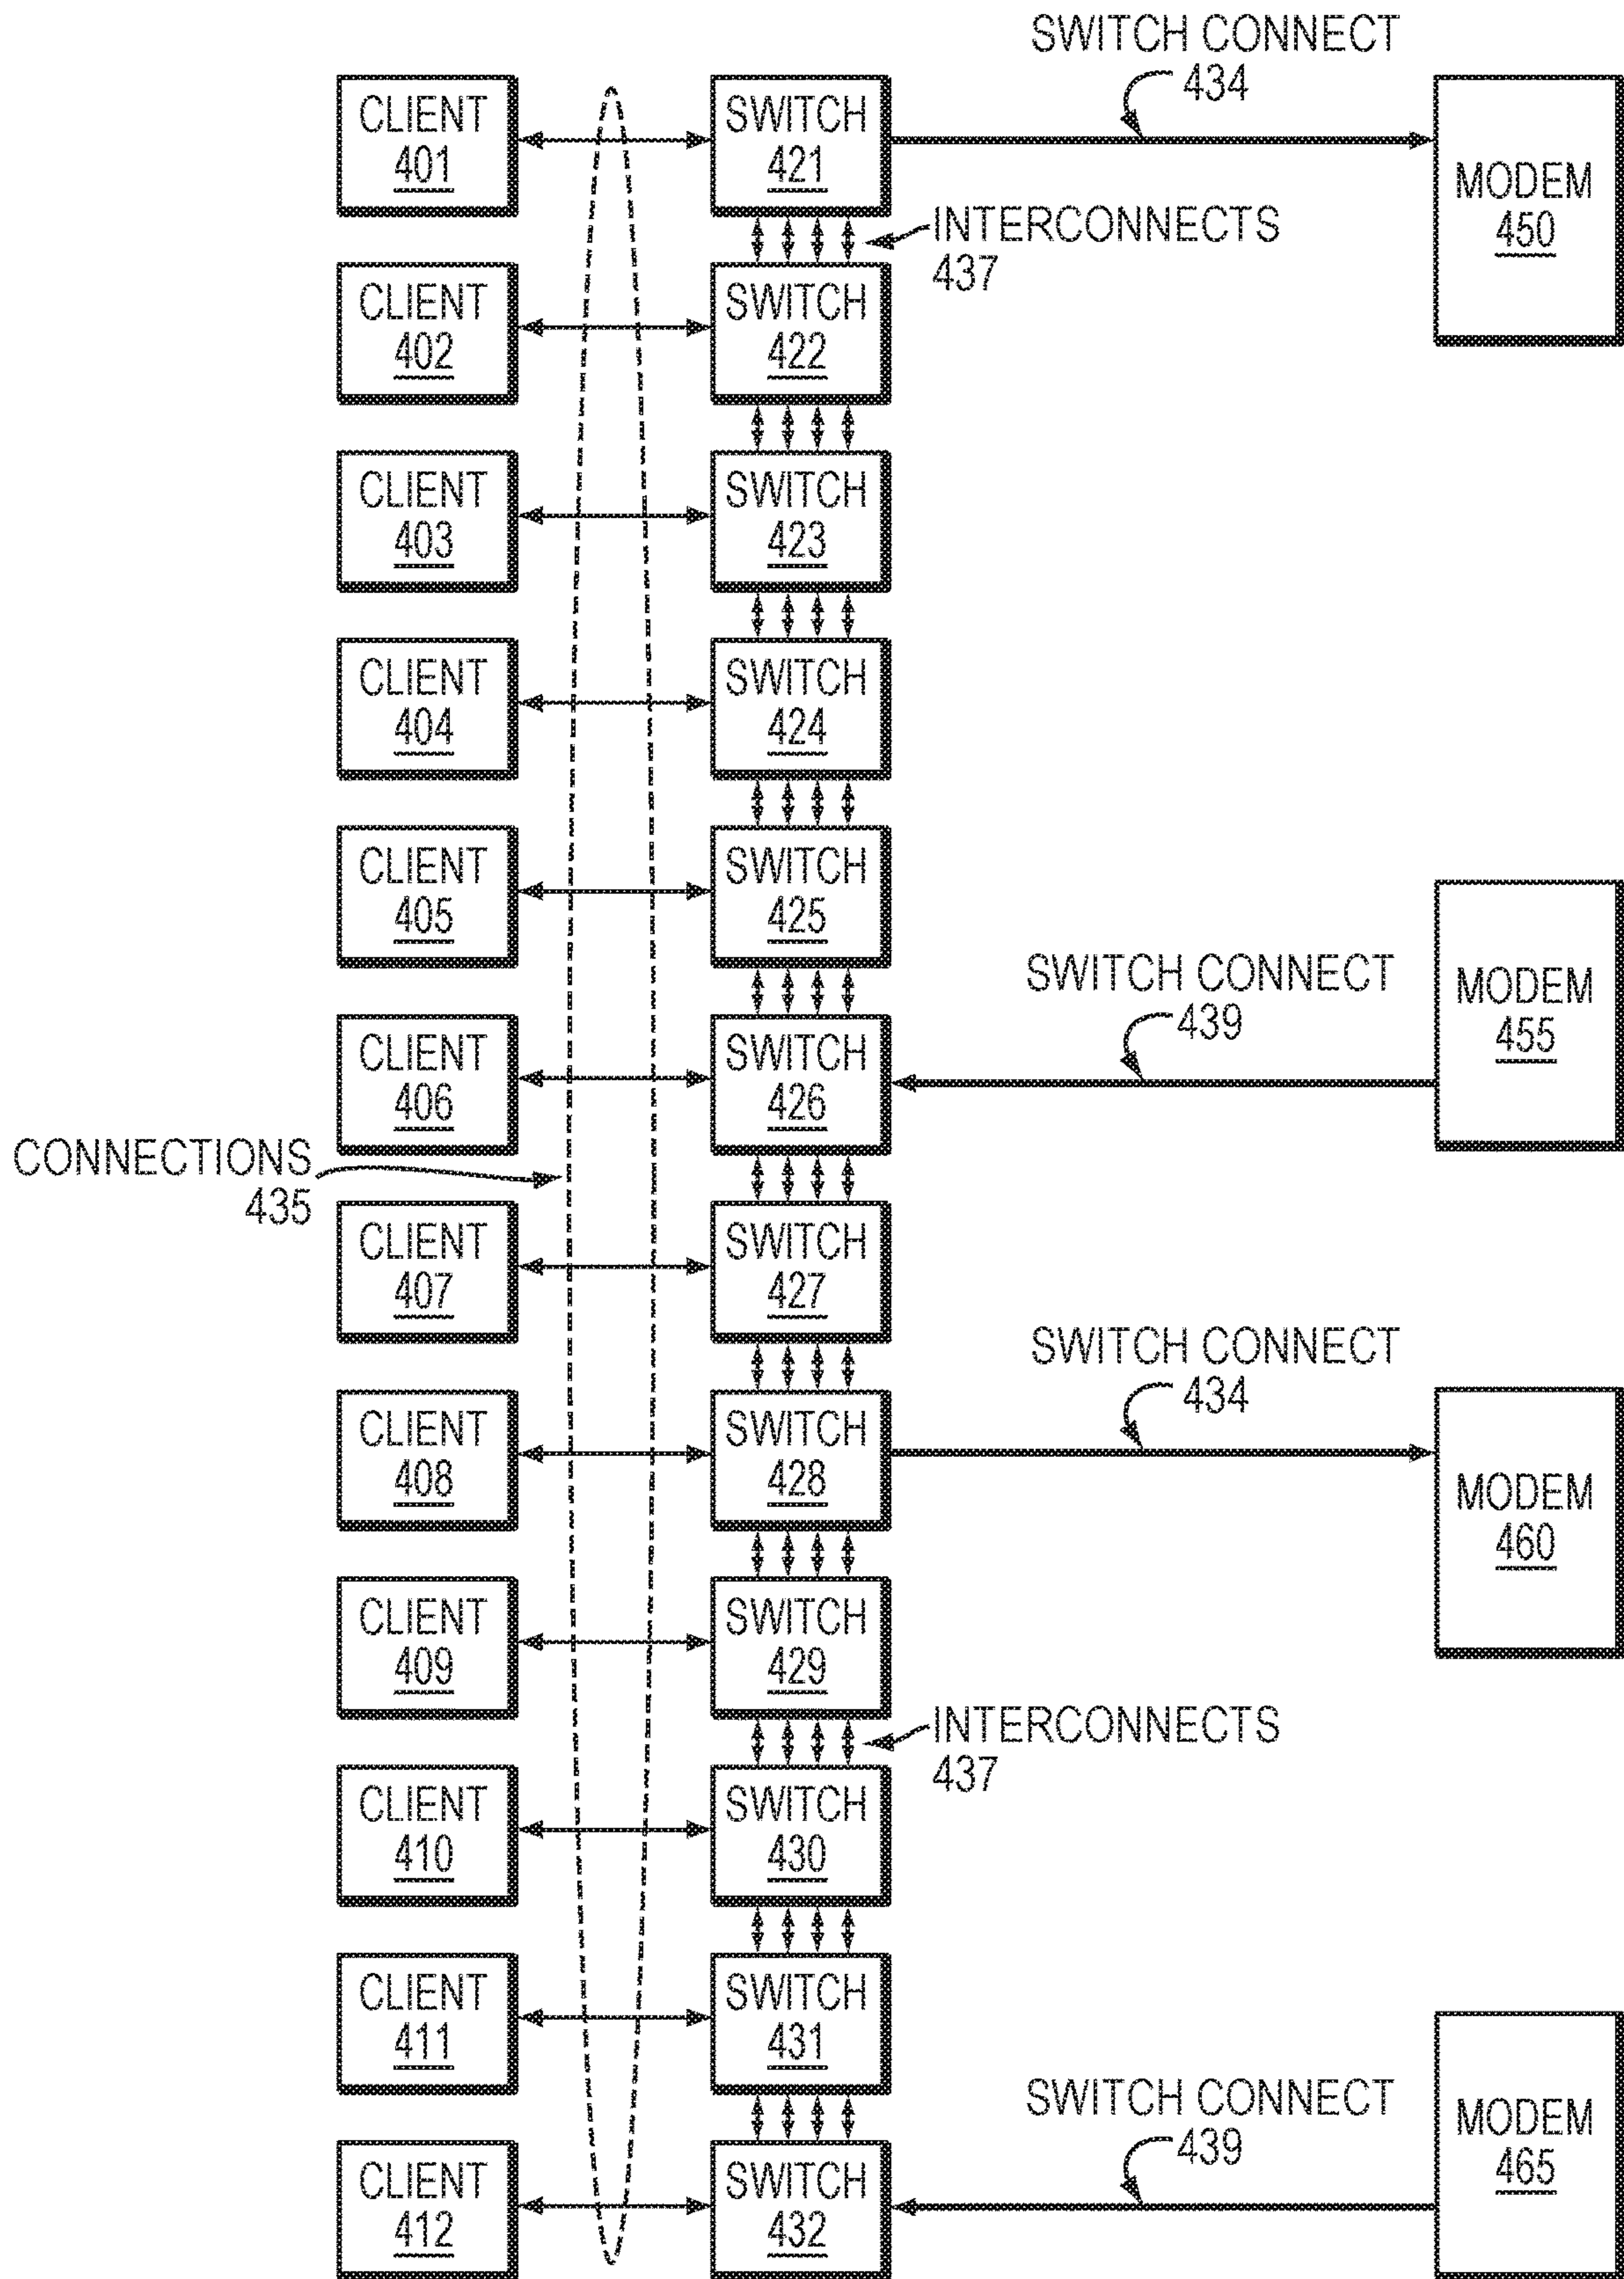 SWITCH CONNECT
434
CLIENT
401
SWITCH
421
MODEM
450
INTERCONNECTS
437
CLIENT
402
SWITCH
422
CLIENT
403
SWITCH
423
CLIENT
404
SWITCH
424
CLIENT
405
SWITCH
425
SWITCH CONNECT
439
MODEM
455
CLIENT
406
SWITCH
426
CONNECTIONS
435
CLIENT
407
SWITCH
427
SWITCH CONNECT
434
CLIENT
408
SWITCH
428
MODEM
460
CLIENT
409
SWITCH
429
INTERCONNECTS
437
CLIENT
410
SWITCH
430
CLIENT
411
SWITCH
431
SWITCH CONNECT
439
MODEM
465
CLIENT
412
SWITCH
432